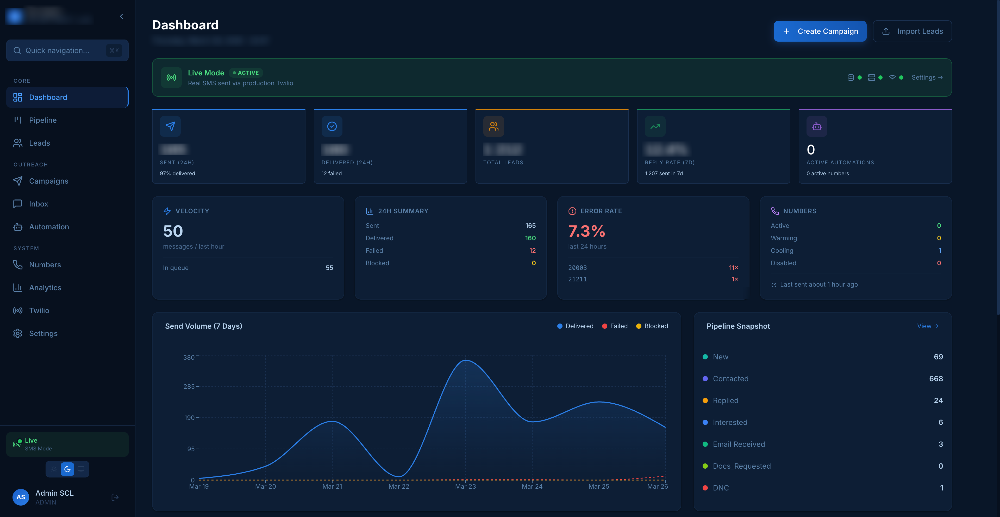 Quick navigation...
⌘ K
CORE
Dashboard
Pipeline
Leads
OUTREACH
Campaigns
Inbox
Automation
SYSTEM
Numbers
Analytics
Twilio
Settings
Live
SMS Mode
AS
Admin SCL
ADMIN
Dashboard
+ Create Campaign
Import Leads
Live Mode ACTIVE
Real SMS sent via production Twilio
Settings →
SENT (24H)
97% delivered
DELIVERED (24H)
12 failed
TOTAL LEADS
REPLY RATE (7D)
1 207 sent in 7d
0
ACTIVE AUTOMATIONS
0 active numbers
VELOCITY
50
messages / last hour
In queue 55
24H SUMMARY
Sent 165
Delivered 160
Failed 12
Blocked 0
ERROR RATE
7.3%
last 24 hours
20003 11×
21211 1×
NUMBERS
Active 0
Warming 0
Cooling 1
Disabled 0
Last sent about 1 hour ago
Send Volume (7 Days)
Delivered Failed Blocked
380
285
190
95
0
Mar 19 Mar 20 Mar 21 Mar 22 Mar 23 Mar 24 Mar 25 Mar 26
Pipeline Snapshot View →
New 69
Contacted 668
Replied 24
Interested 6
Email Received 3
Docs_Requested 0
DNC 1